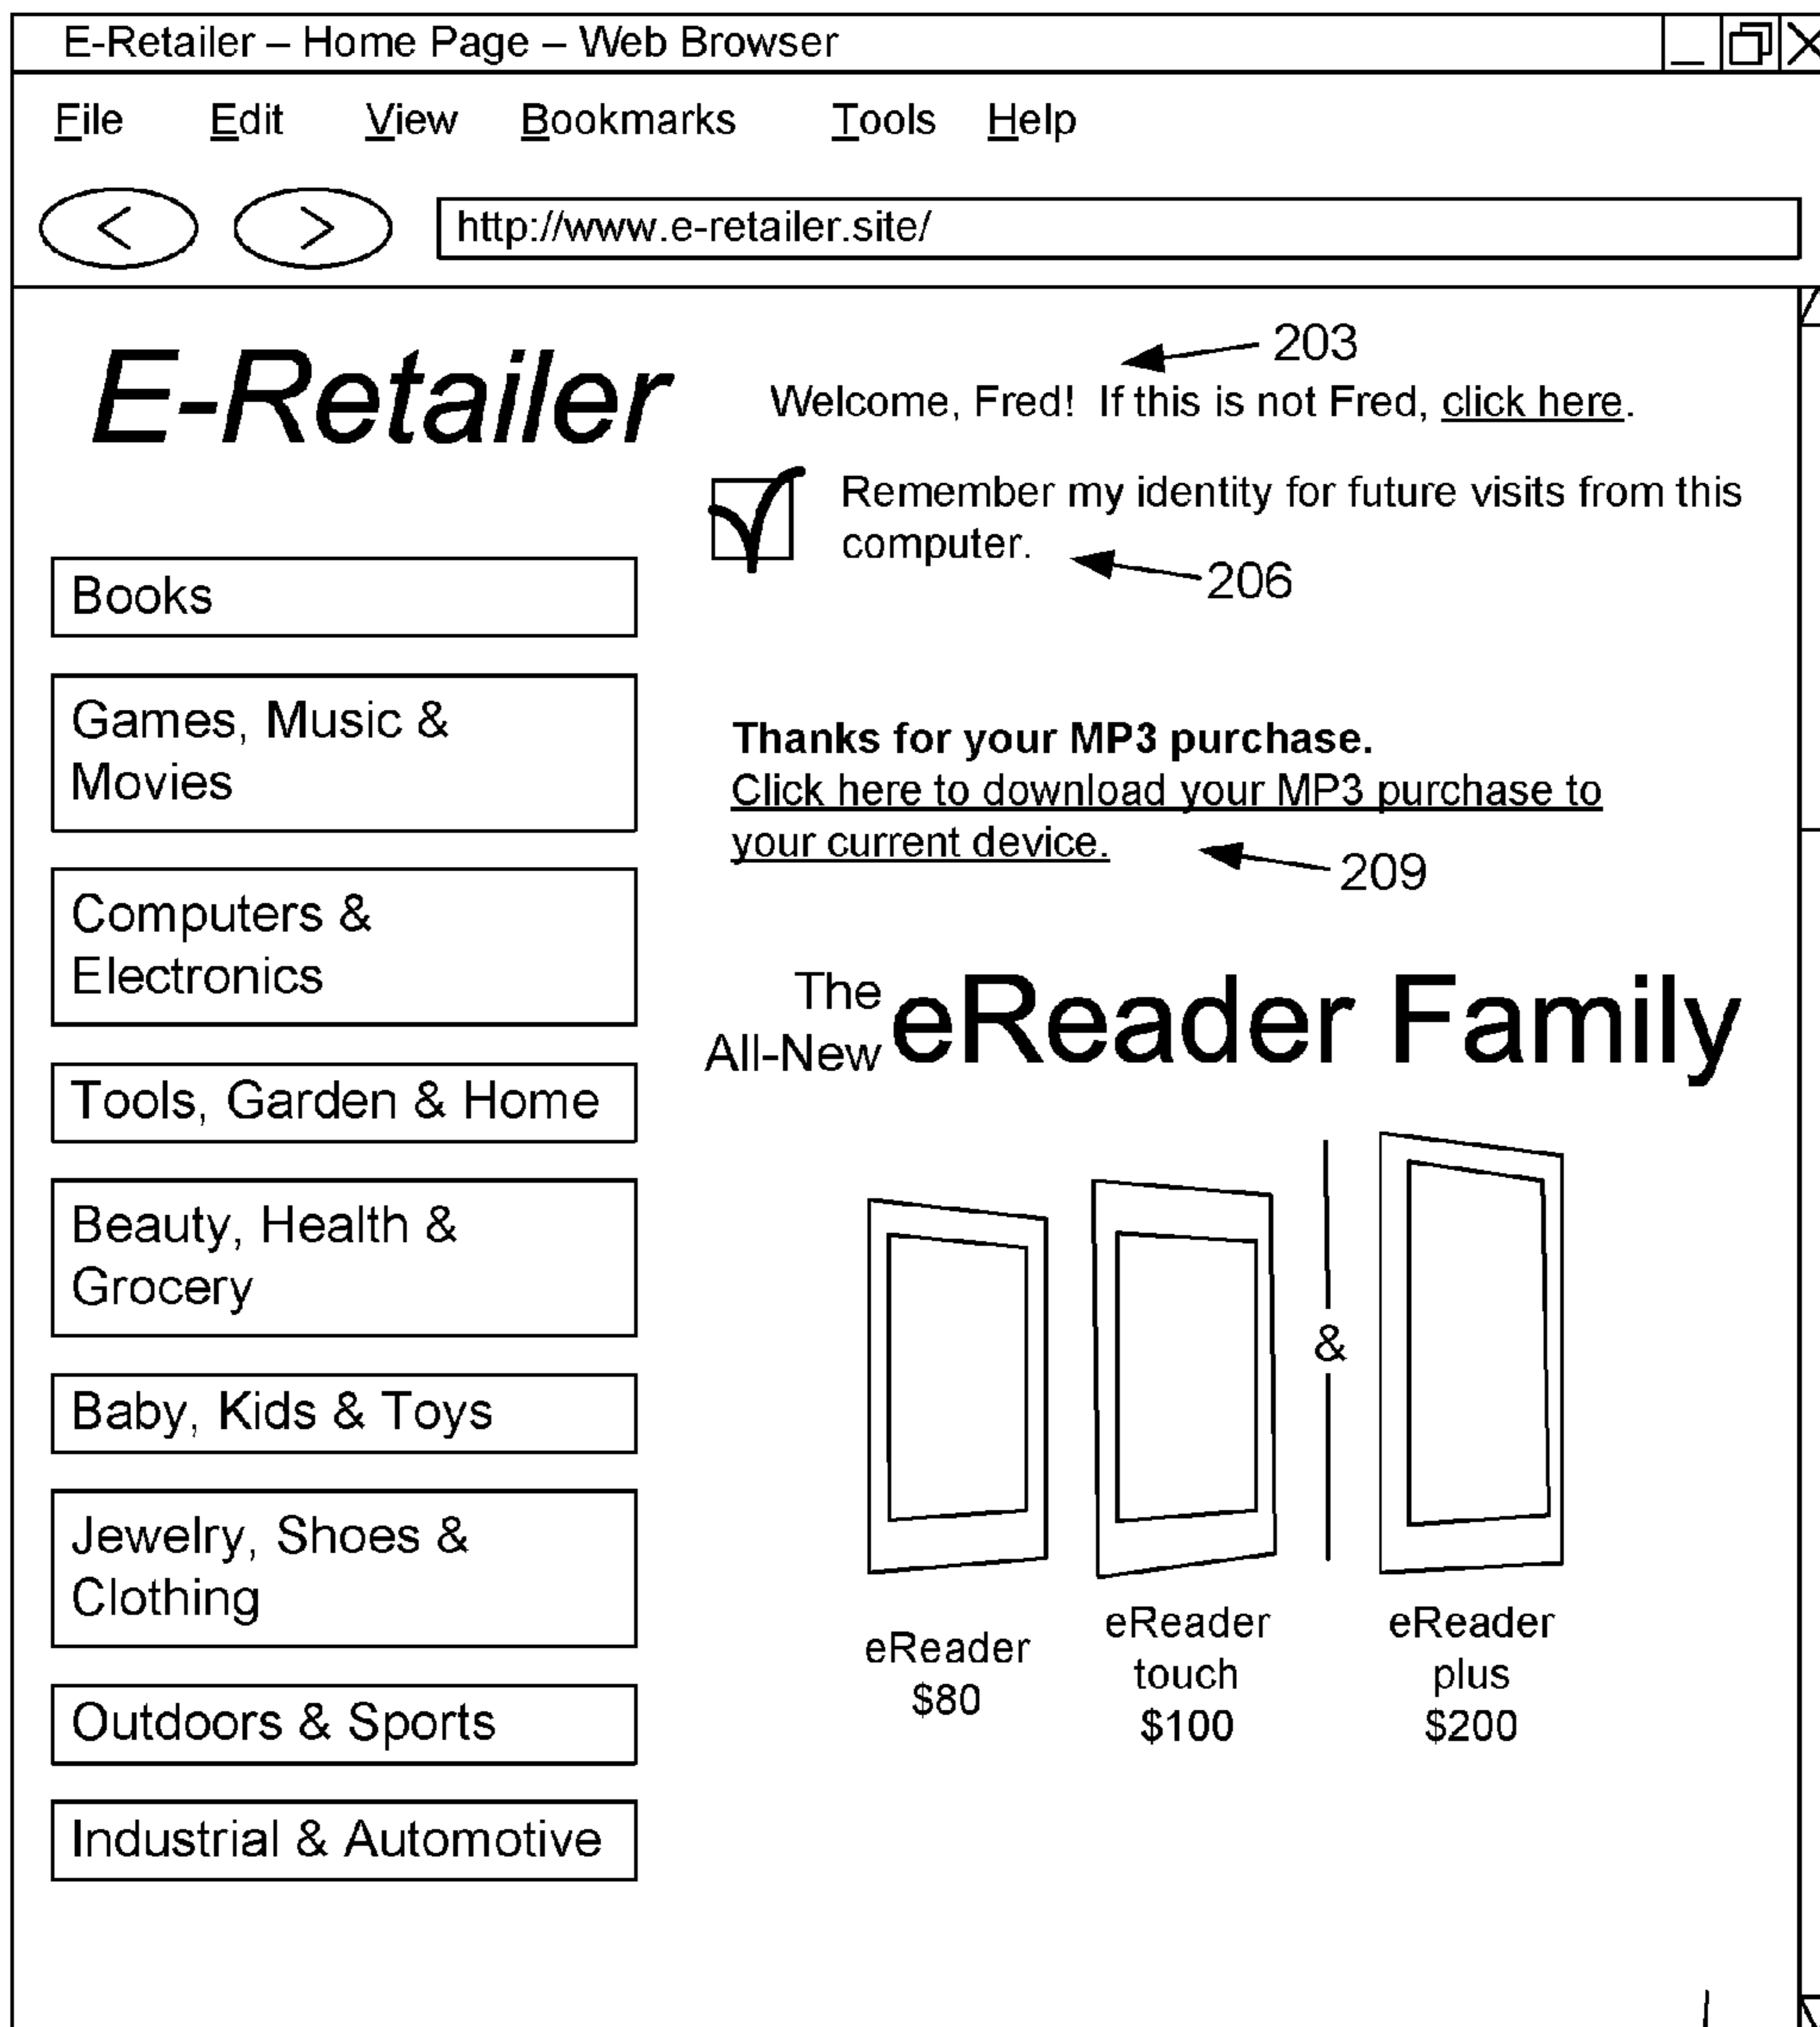 E-Retailer – Home Page – Web Browser
File Edit View Bookmarks Tools Help
< > http://www.e-retailer.site/
E-Retailer
203
Welcome, Fred! If this is not Fred, click here.
Remember my identity for future visits from this
computer.
206
Books
Games, Music &
Movies
Computers &
Electronics
Tools, Garden & Home
Beauty, Health &
Grocery
Baby, Kids & Toys
Jewelry, Shoes &
Clothing
Outdoors & Sports
Industrial & Automotive
Thanks for your MP3 purchase.
Click here to download your MP3 purchase to
your current device.
209
The
All-New
eReader Family
&
eReader
$80
eReader
touch
$100
eReader
plus
$200